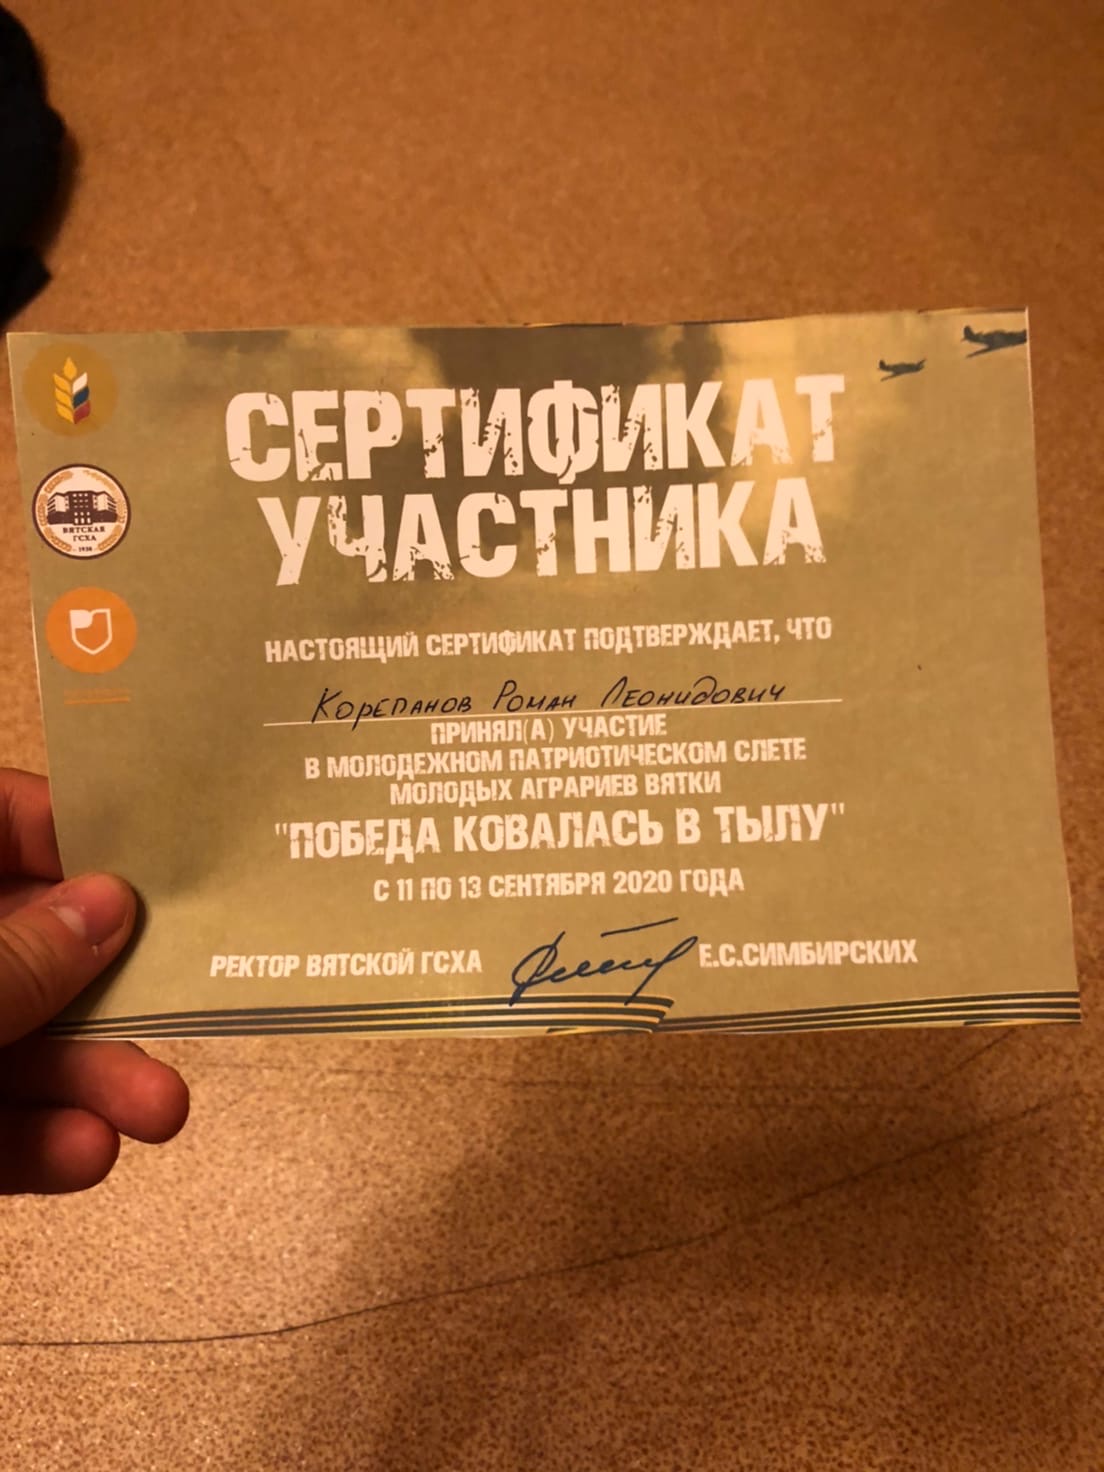 СЕРТИФИКАТ
УЧАСТНИКА
ВЯТСКАЯ
ГСХА
1930
НАСТОЯЩИЙ СЕРТИФИКАТ ПОДТВЕРЖДАЕТ, ЧТО
Корепанов Роман Леонидович
ПРИНЯЛ(А) УЧАСТИЕ
В МОЛОДЕЖНОМ ПАТРИОТИЧЕСКОМ СЛЕТЕ
МОЛОДЫХ АГРАРИЕВ ВЯТКИ
"ПОБЕДА КОВАЛАСЬ В ТЫЛУ"
С 11 ПО 13 СЕНТЯБРЯ 2020 ГОДА
РЕКТОР ВЯТСКОЙ ГСХА Е.С.СИМБИРСКИХ